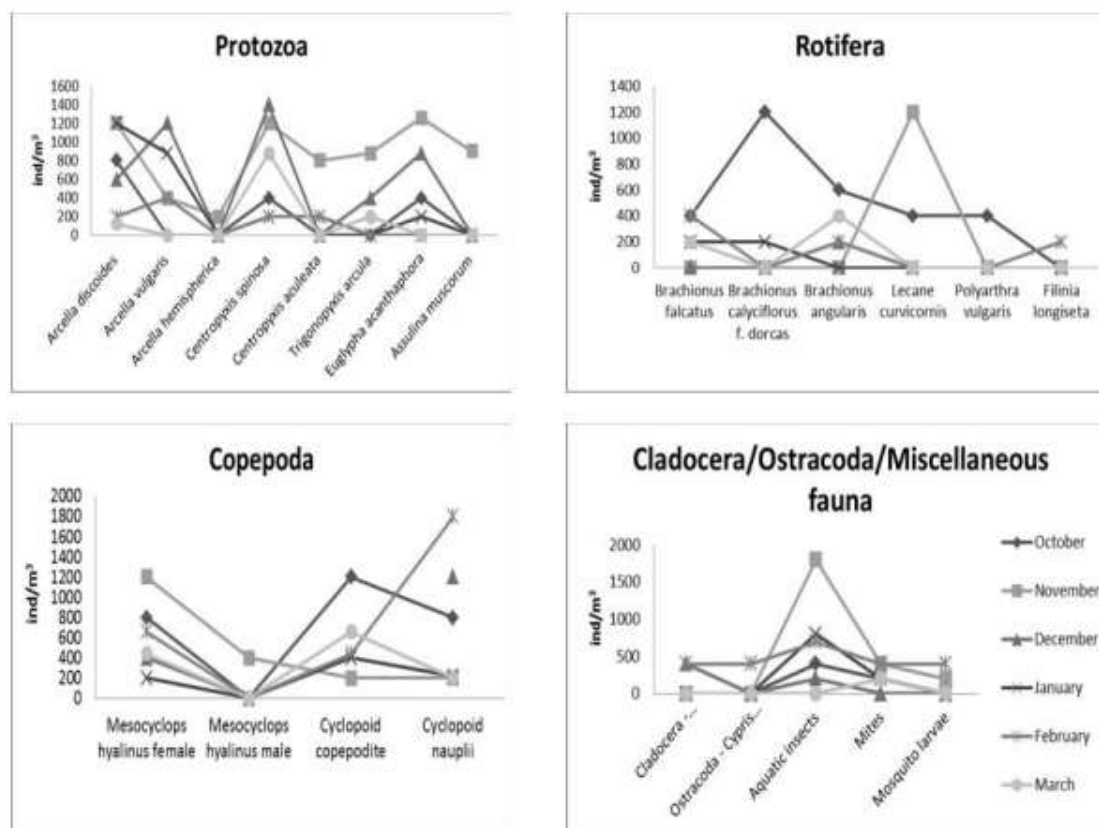 Protozoa
ind/m³
1600
1400
1200
1000
800
600
400
200
0
Arcella discoides
Arcella vulgaris
Arcella hemispherica
Centropyxis spinosa
Centropyxis aculeata
Trigonopyxis arcula
Euglypha acanthaphora
Assulina muscorum
Rotifera
ind/m³
1400
1200
1000
800
600
400
200
0
Brachionus
falcatus
Brachionus
calyciflorus
f. dorcas
Brachionus
angularis
Lecane
curvicornis
Polyarthra
vulgaris
Filinia
longiseta
Copepoda
ind/m³
2000
1800
1600
1400
1200
1000
800
600
400
200
0
Mesocyclops
hyalinus female
Mesocyclops
hyalinus male
Cyclopoid
copepodite
Cyclopoid
nauplii
Cladocera/Ostracoda/Miscellaneous
fauna
ind/m³
2000
1500
1000
500
0
Cladocera - ...
Ostracoda - Cypris...
Aquatic insects
Mites
Mosquito larvae
October
November
December
January
February
March